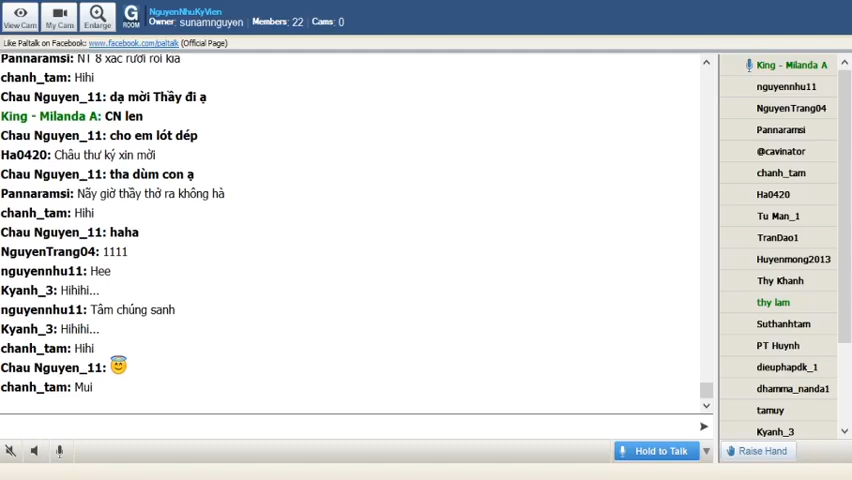 View Cam
My Cam
Enlarge
G
ROOM
NguyenNhuKyVien
Owner: sunamnguyen Members: 22 Cams: 0
Like Paltalk on Facebook: www.facebook.com/paltalk (Official Page)
Pannaramsi: NT 8 xác rưỡi rồi kìa
chanh_tam: Hihi
Chau Nguyen_11: dạ mời Thầy đi ạ
King - Milanda A: CN len
Chau Nguyen_11: cho em lót dép
Ha0420: Châu thư ký xin mời
Chau Nguyen_11: tha dùm con ạ
Pannaramsi: Nãy giờ thầy thở ra không hà
chanh_tam: Hihi
Chau Nguyen_11: haha
NguyenTrang04: 1111
nguyennhu11: Hee
Kyanh_3: Hihihi...
nguyennhu11: Tâm chúng sanh
Kyanh_3: Hihihi...
chanh_tam: Hihi
Chau Nguyen_11:
chanh_tam: Mui
Hold to Talk
King - Milanda A
nguyennhu11
NguyenTrang04
Pannaramsi
@cavinator
chanh_tam
Ha0420
Tu Man_1
TranDao1
Huyenmong2013
Thy Khanh
thy lam
Suthanhtam
PT Huynh
dieuphapdk_1
dhamma_nanda1
tamuy
Kyanh_3
Raise Hand